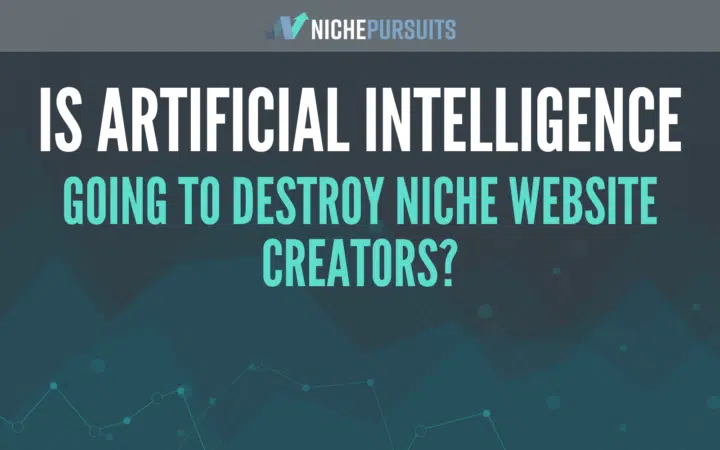 NICHEPURSUITS
IS ARTIFICIAL INTELLIGENCE
GOING TO DESTROY NICHE WEBSITE
CREATORS?